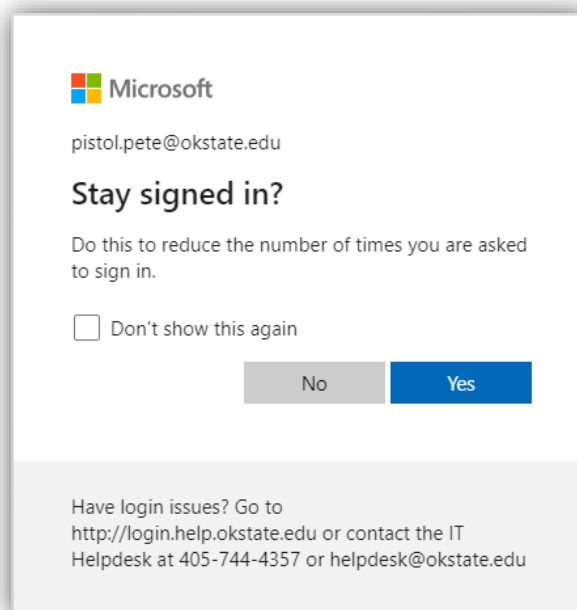 Microsoft
pistol.pete@okstate.edu
Stay signed in?
Do this to reduce the number of times you are asked
to sign in.
Don't show this again
No
Yes
Have login issues? Go to
http://login.help.okstate.edu or contact the IT
Helpdesk at 405-744-4357 or helpdesk@okstate.edu